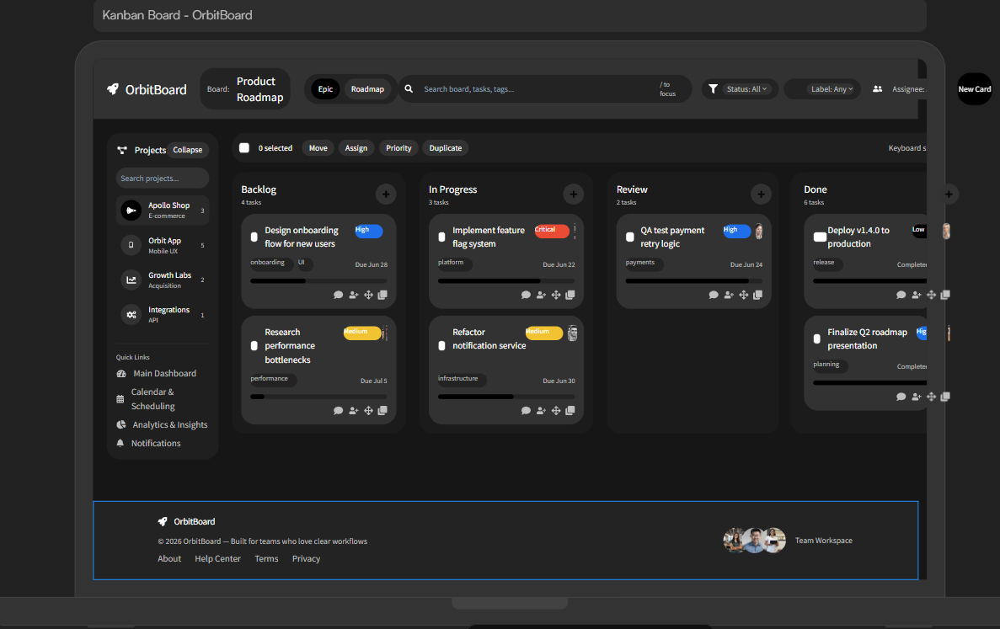 Kanban Board - OrbitBoard
OrbitBoard
Board:
Product
Roadmap
Epic
Roadmap
Search board, tasks, tags...
/ to
focus
Status: All
Label: Any
Assignee:
New Card
Projects
Collapse
Search projects...
Apollo Shop
E-commerce
3
Orbit App
Mobile UX
5
Growth Labs
Acquisition
2
Integrations
API
1
Quick Links
Main Dashboard
Calendar &
Scheduling
Analytics & Insights
Notifications
0 selected
Move
Assign
Priority
Duplicate
Keyboard s
Backlog
4 tasks
Design onboarding
flow for new users
High
onboarding
UI
Due Jun 28
Research
performance
bottlenecks
Medium
performance
Due Jul 5
In Progress
3 tasks
Implement feature
flag system
Critical
platform
Due Jun 22
Refactor
notification service
Medium
infrastructure
Due Jun 30
Review
2 tasks
QA test payment
retry logic
High
payments
Due Jun 24
Done
6 tasks
Deploy v1.4.0 to
production
Low
release
Complete
Finalize Q2 roadmap
presentation
Hig
planning
Complete
OrbitBoard
© 2026 OrbitBoard — Built for teams who love clear workflows
About
Help Center
Terms
Privacy
Team Workspace